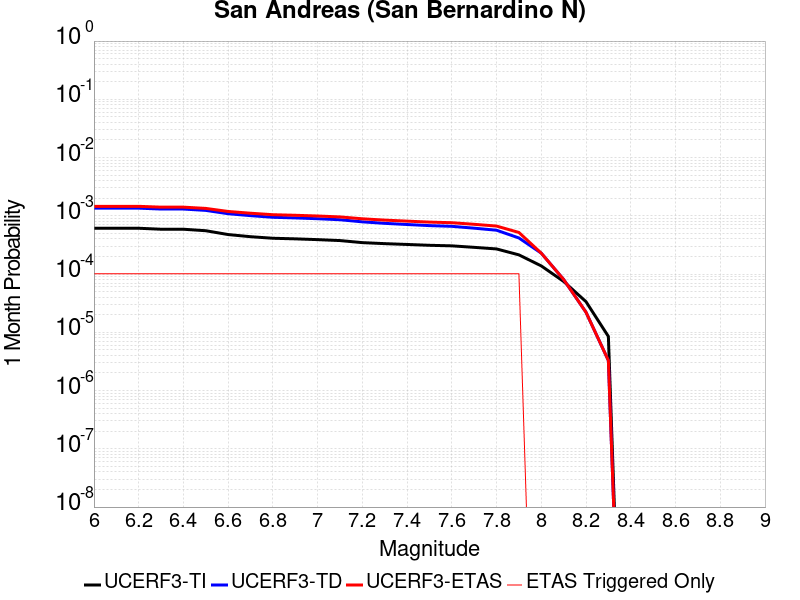 San Andreas (San Bernardino N)
10^0
10^-1
10^-2
10^-3
10^-4
10^-5
10^-6
10^-7
10^-8
1 Month Probability
6 6.2 6.4 6.6 6.8 7 7.2 7.4 7.6 7.8 8 8.2 8.4 8.6 8.8 9
Magnitude
UCERF3-TI UCERF3-TD UCERF3-ETAS ETAS Triggered Only